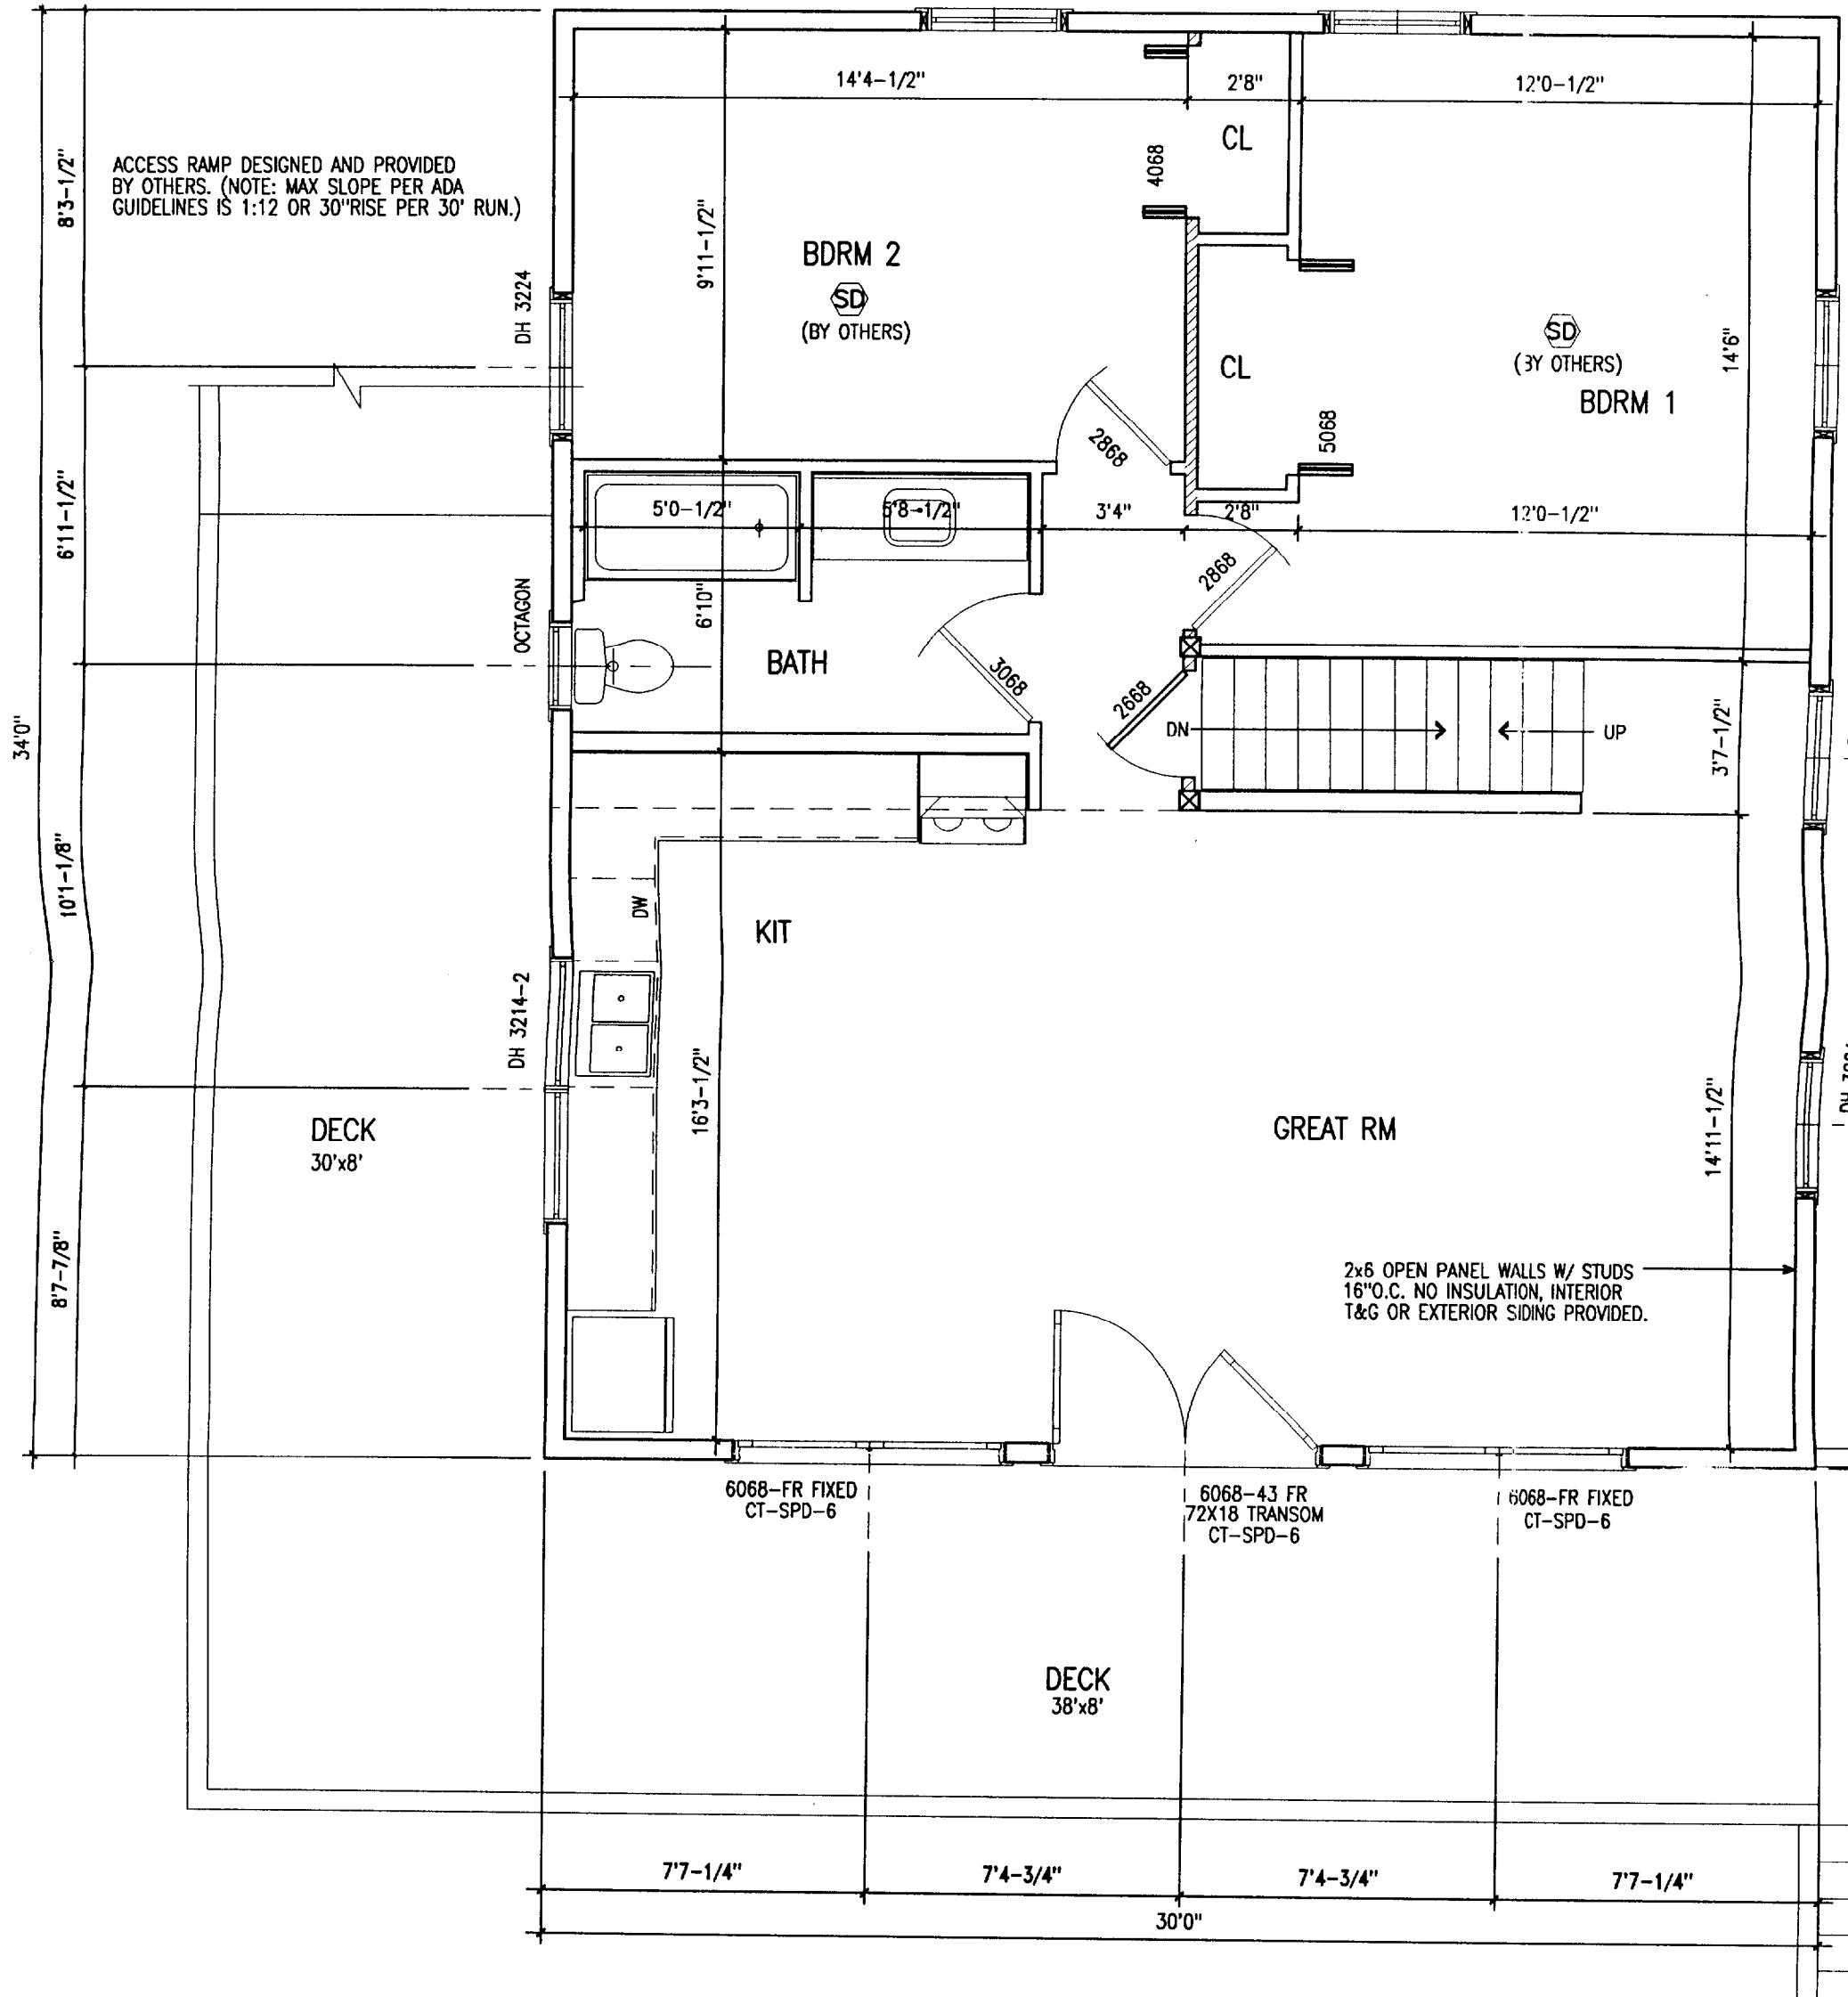 14'4-1/2"
2'8"
12'0-1/2"
CL
4068
8'3-1/2"
ACCESS RAMP DESIGNED AND PROVIDED
BY OTHERS. (NOTE: MAX SLOPE PER ADA
GUIDELINES IS 1:12 OR 30"RISE PER 30' RUN.)
9'11-1/2"
BDRM 2
SD
(BY OTHERS)
DH 3224
SD
(BY OTHERS)
BDRM 1
14'6"
CL
5068
2868
5'0-1/2"
5'8-1/2"
3'4"
2'8"
12'0-1/2"
6'11-1/2"
2868
OCTAGON
6'10"
BATH
3068
2668
DN
UP
3'7-1/2"
34'0"
10'1-1/8"
DW
KIT
DH 3214-2
16'3-1/2"
DECK
30'x8'
GREAT RM
14'11-1/2"
8'7-7/8"
2x6 OPEN PANEL WALLS W/ STUDS
16"O.C. NO INSULATION, INTERIOR
T&G OR EXTERIOR SIDING PROVIDED.
6068-FR FIXED
CT-SPD-6
6068-43 FR
72X18 TRANSOM
CT-SPD-6
6068-FR FIXED
CT-SPD-6
DECK
38'x8'
7'7-1/4"
7'4-3/4"
7'4-3/4"
7'7-1/4"
30'0"